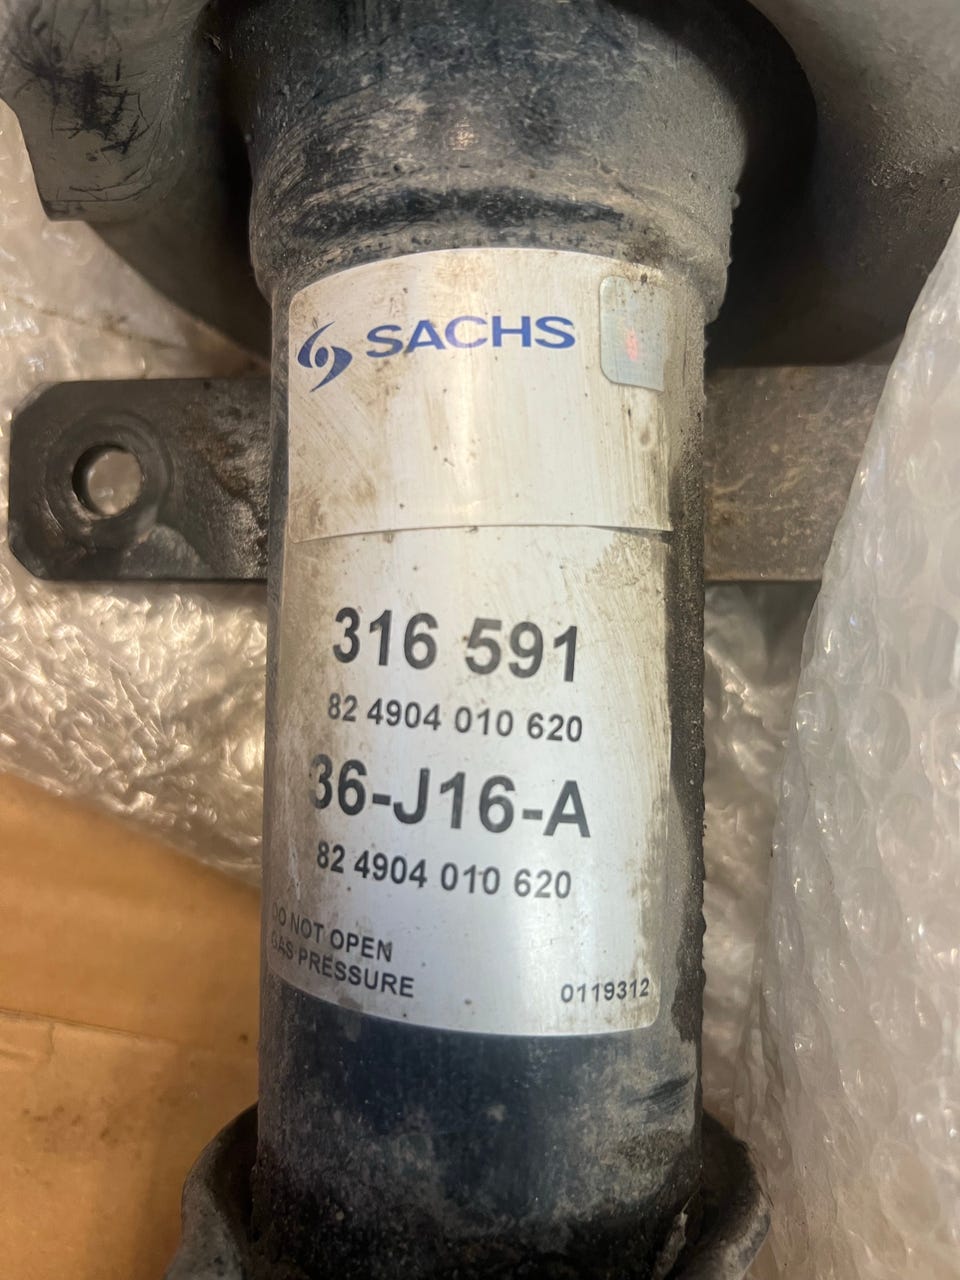 SACHS
316 591
82 4904 010 620
36-J16-A
82 4904 010 620
DO NOT OPEN
GAS PRESSURE
0119312